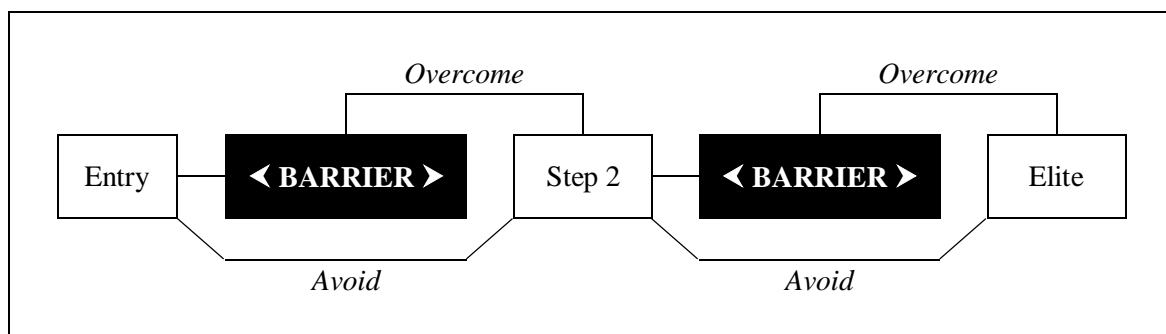 Overcome Overcome
Entry < BARRIER > Step 2 < BARRIER > Elite
Avoid Avoid